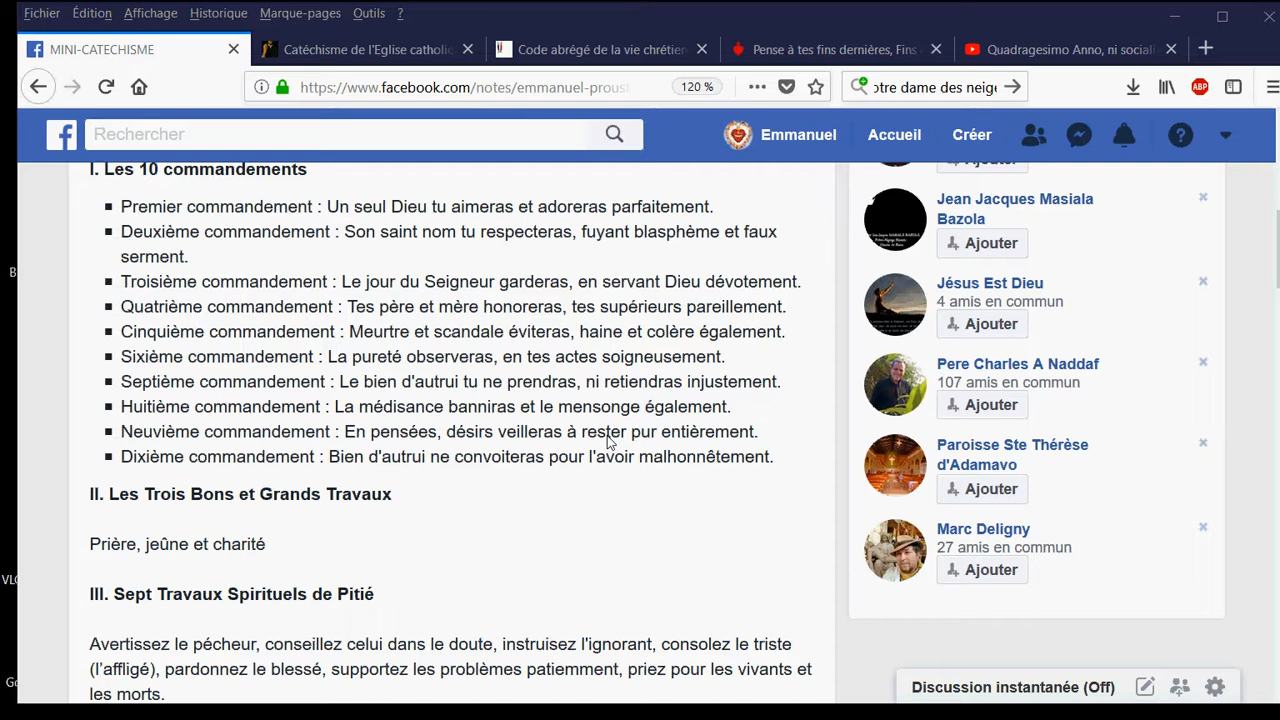 Fichier Édition Affichage Historique Marque-pages Outils ?
MINI-CATECHISME
Catéchisme de l'Eglise catholiq
Code abrégé de la vie chrétien
Pense à tes fins dernières, Fins
Quadragesimo Anno, ni sociali
https://www.facebook.com/notes/emmanuel-proust
120 %
otre dame des neige
ABP
Rechercher
Emmanuel Accueil Créer
I. Les 10 commandements
Premier commandement : Un seul Dieu tu aimeras et adoreras parfaitement.
Deuxième commandement : Son saint nom tu respecteras, fuyant blasphème et faux
serment.
Troisième commandement : Le jour du Seigneur garderas, en servant Dieu dévotement.
Quatrième commandement : Tes père et mère honoreras, tes supérieurs pareillement.
Cinquième commandement : Meurtre et scandale éviteras, haine et colère également.
Sixième commandement : La pureté observeras, en tes actes soigneusement.
Septième commandement : Le bien d'autrui tu ne prendras, ni retiendras injustement.
Huitième commandement : La médisance banniras et le mensonge également.
Neuvième commandement : En pensées, désirs veilleras à rester pur entièrement.
Dixième commandement : Bien d'autrui ne convoiteras pour l'avoir malhonnêtement.
II. Les Trois Bons et Grands Travaux
Prière, jeûne et charité
III. Sept Travaux Spirituels de Pitié
Avertissez le pécheur, conseillez celui dans le doute, instruisez l'ignorant, consolez le triste
(l'affligé), pardonnez le blessé, supportez les problèmes patiemment, priez pour les vivants et
les morts.
Ajouter
Jean Jacques Masiala
Bazola
Ajouter
Jésus Est Dieu
4 amis en commun
Ajouter
Pere Charles A Naddaf
107 amis en commun
Ajouter
Paroisse Ste Thérèse
d'Adamavo
Ajouter
Marc Deligny
27 amis en commun
Ajouter
Discussion instantanée (Off)
B
VLC
Go